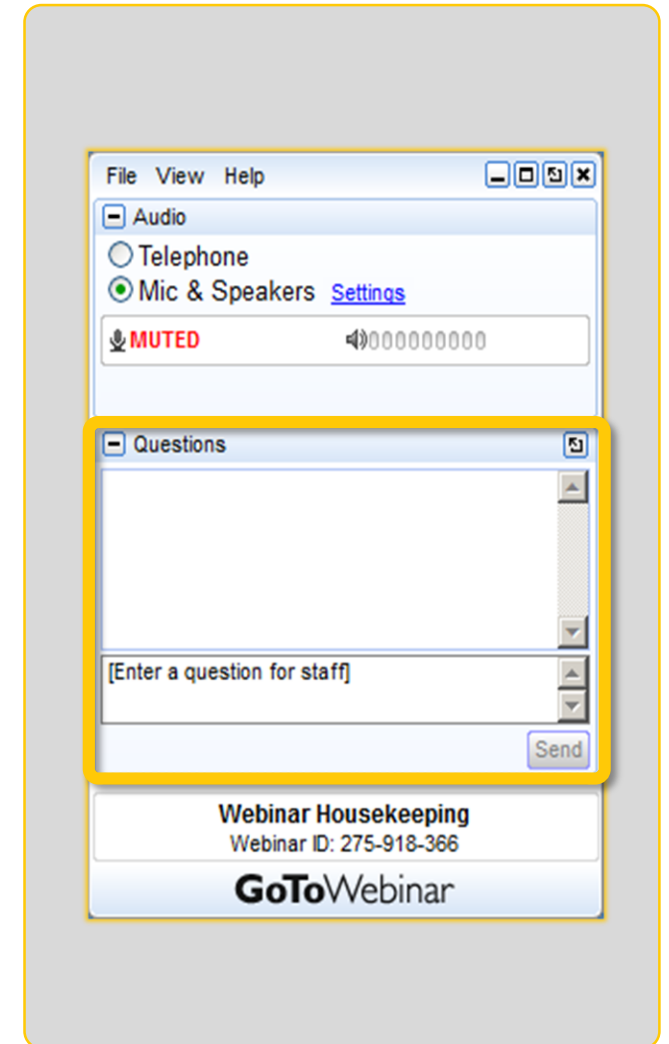 File View Help
Audio
Telephone
Mic & Speakers Settings
MUTED 000000000
Questions
[Enter a question for staff]
Send
Webinar Housekeeping
Webinar ID: 275-918-366
GoToWebinar